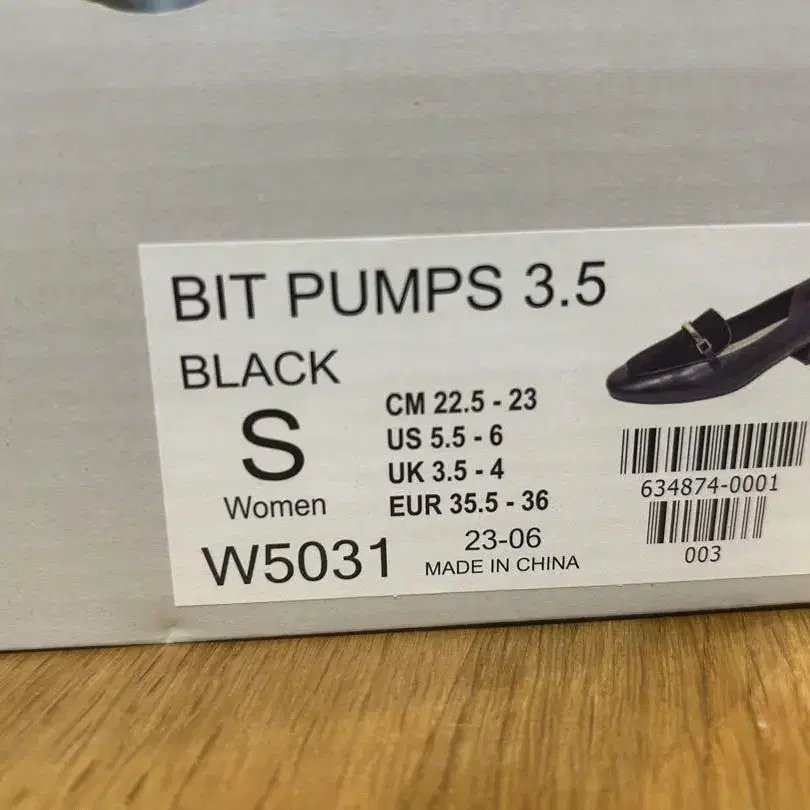 BIT PUMPS 3.5
BLACK
S
Women
W5031
CM 22.5 - 23
US 5.5 - 6
UK 3.5 - 4
EUR 35.5 - 36
23-06
MADE IN CHINA
634874-0001
003